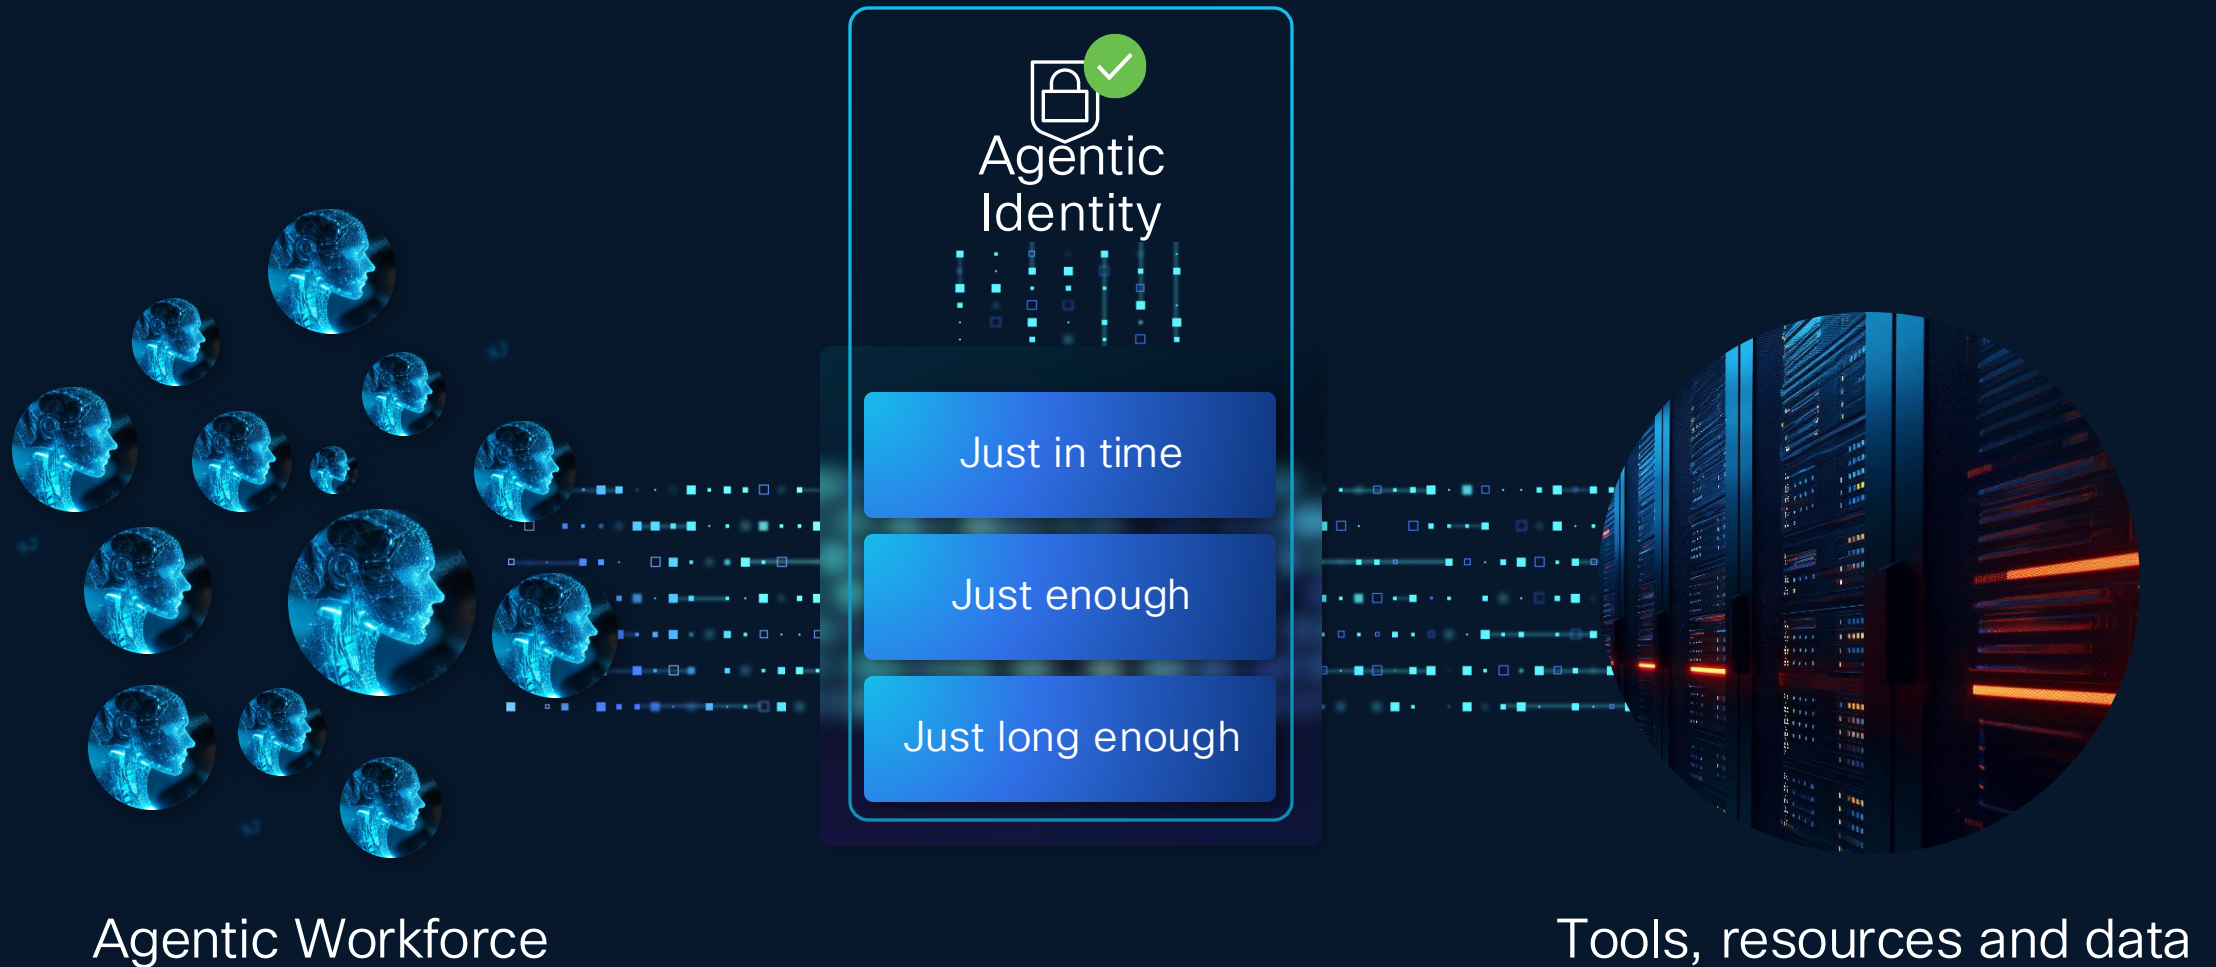 Agentic
Identity
Just in time
Just enough
Just long enough
Agentic Workforce
Tools, resources and data